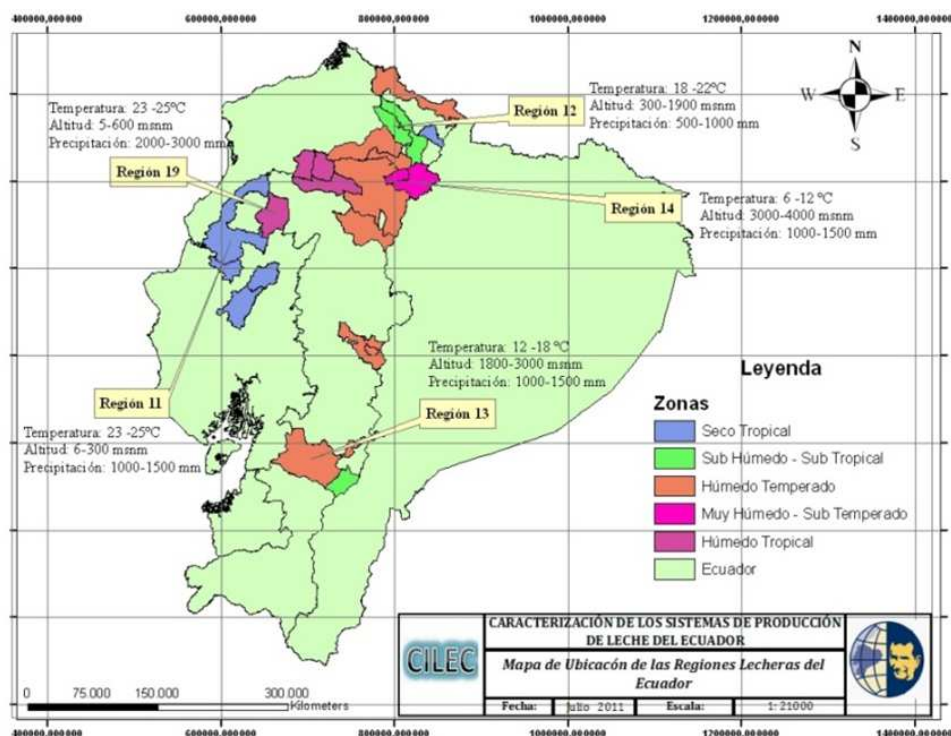 400000,000000 600000,000000 800000,000000 1000000,000000 1200000,000000 1400000,000000
N
W E
S
Temperatura: 18 -22ºC
Altitud: 300-1900 msnm
Precipitación: 500-1000 mm
Región 12
Temperatura: 23 -25ºC
Altitud: 5-600 msnm
Precipitación: 2000-3000 mm
Región 19
Región 14
Temperatura: 6 -12 ºC
Altitud: 3000-4000 msnm
Precipitación: 1000-1500 mm
Temperatura: 12 -18 ºC
Altitud: 1800-3000 msnm
Precipitación: 1000-1500 mm
Región 11
Región 13
Temperatura: 23 -25ºC
Altitud: 6-300 msnm
Precipitación: 1000-1500 mm
Leyenda
Zonas
Seco Tropical
Sub Húmedo - Sub Tropical
Húmedo Temperado
Muy Húmedo - Sub Temperado
Húmedo Tropical
Ecuador
CILEC
CARACTERIZACIÓN DE LOS SISTEMAS DE PRODUCCIÓN
DE LECHE DEL ECUADOR
Mapa de Ubicacón de las Regiones Lecheras del
Ecuador
Fecha: Julio 2011 Escala: 1: 21000
0 75.000 150.000 300.000
Kilometers
400000,000000 600000,000000 800000,000000 1000000,000000 1200000,000000 1400000,000000